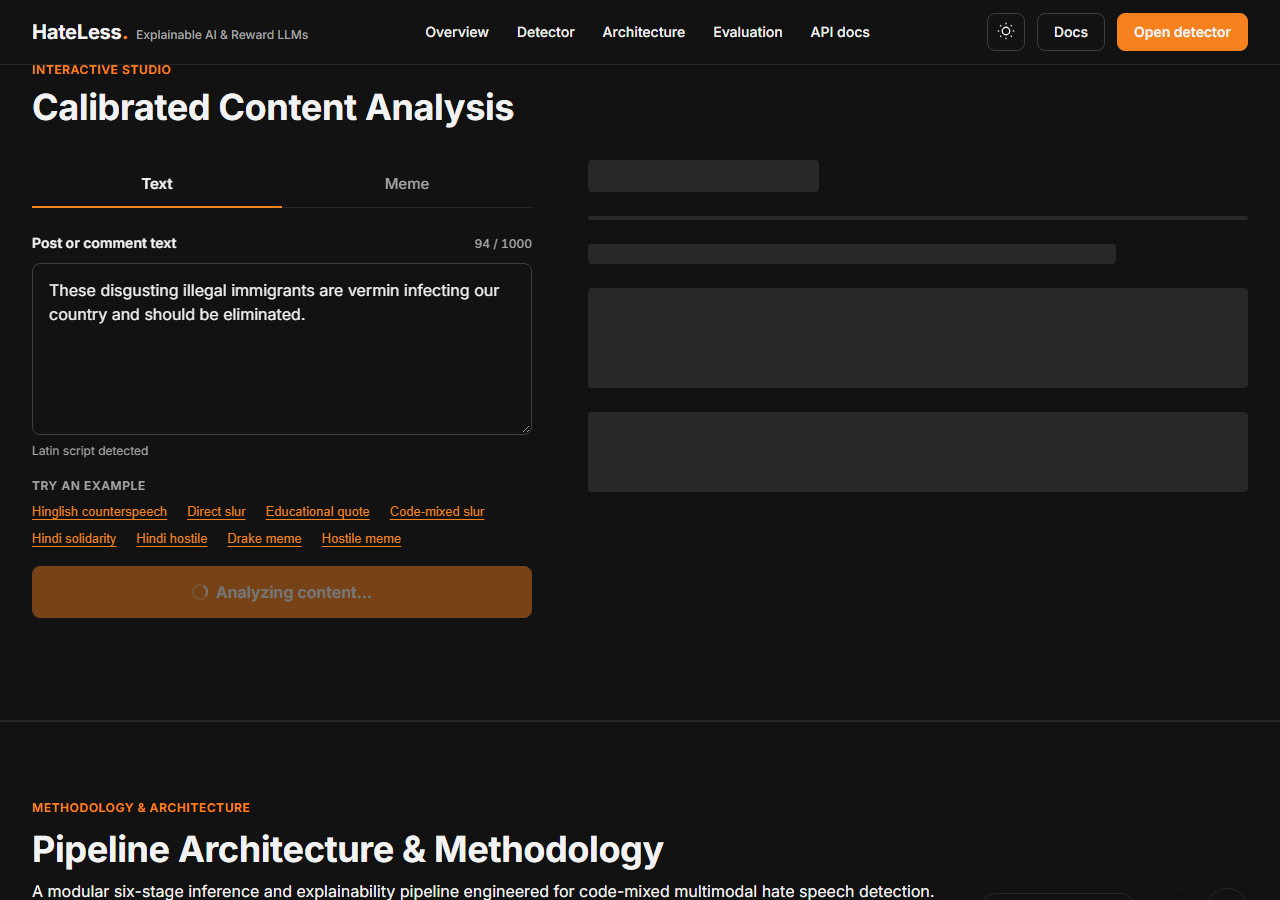 HateLess. Explainable AI & Reward LLMs
Overview Detector Architecture Evaluation API docs
Docs Open detector
INTERACTIVE STUDIO
Calibrated Content Analysis
Text Meme
Post or comment text 94 / 1000
These disgusting illegal immigrants are vermin infecting our
country and should be eliminated.
Latin script detected
TRY AN EXAMPLE
Hinglish counterspeech Direct slur Educational quote Code-mixed slur
Hindi solidarity Hindi hostile Drake meme Hostile meme
Analyzing content...
METHODOLOGY & ARCHITECTURE
Pipeline Architecture & Methodology
A modular six-stage inference and explainability pipeline engineered for code-mixed multimodal hate speech detection.